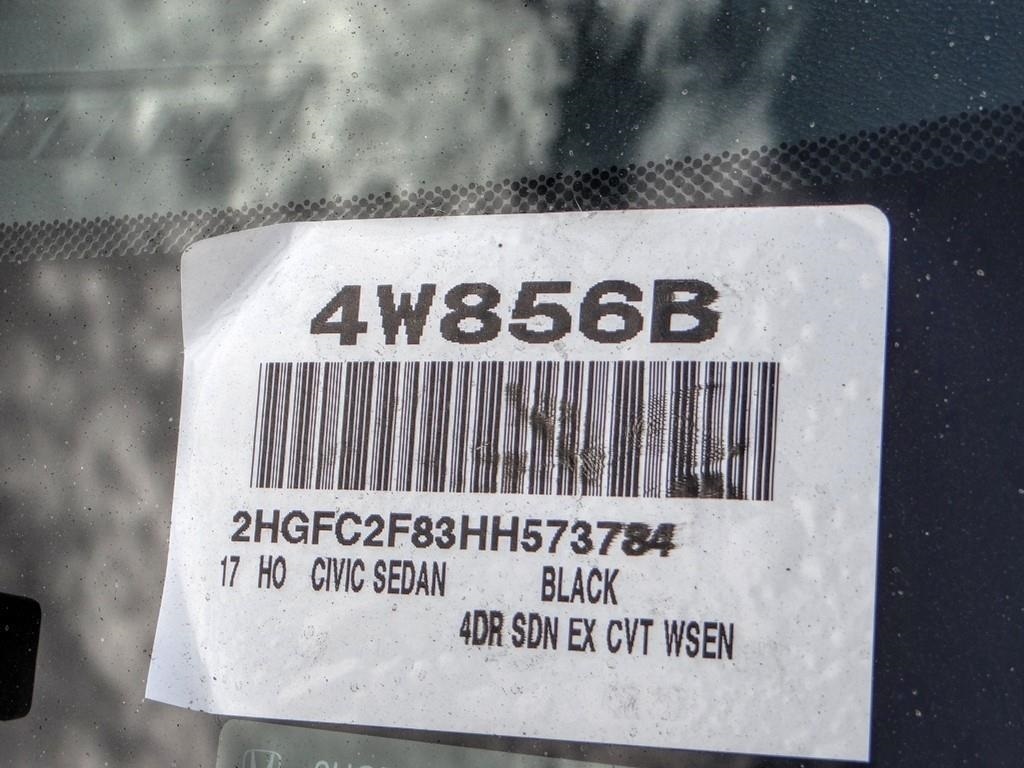 4W856B
2HGFC2F83HH573784
17 HO CIVIC SEDAN BLACK
4DR SDN EX CVT WSEN